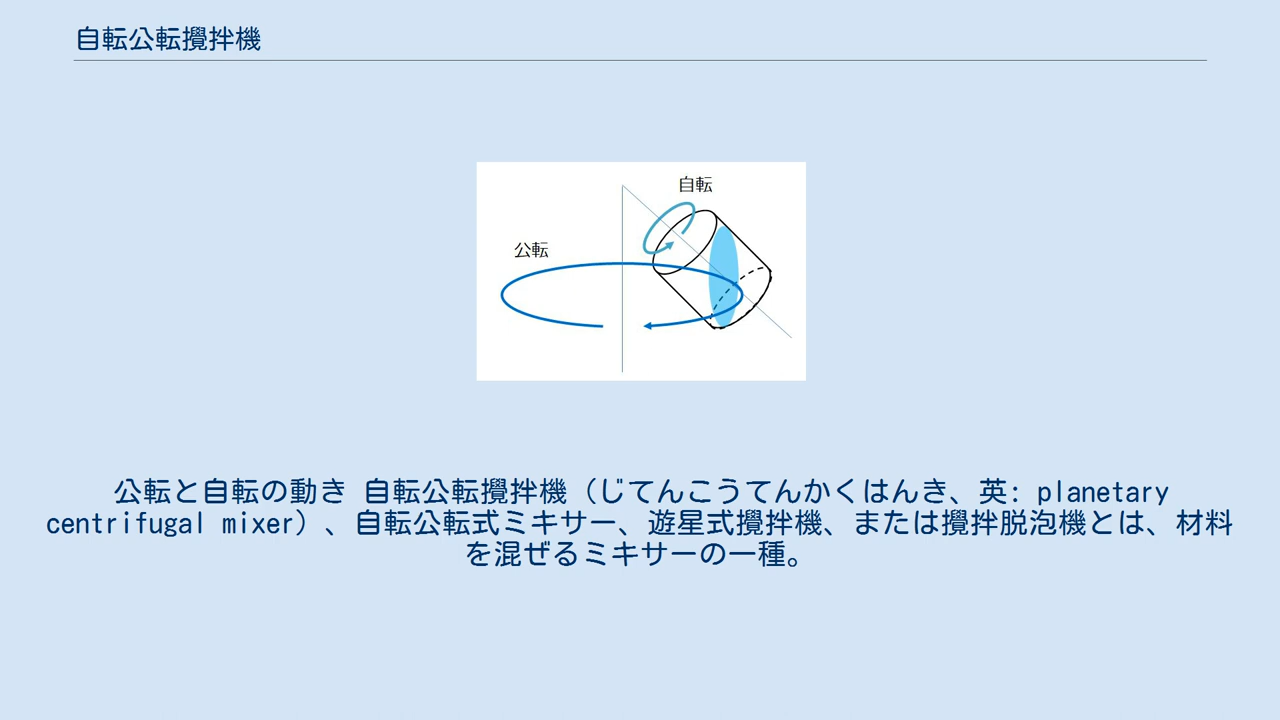 自転公転攪拌機
自転
公転
公転と自転の動き 自転公転攪拌機（じてんこうてんかくはんき、英: planetary
centrifugal mixer）、自転公転式ミキサー、遊星式攪拌機、または攪拌脱泡機とは、材料
を混ぜるミキサーの一種。